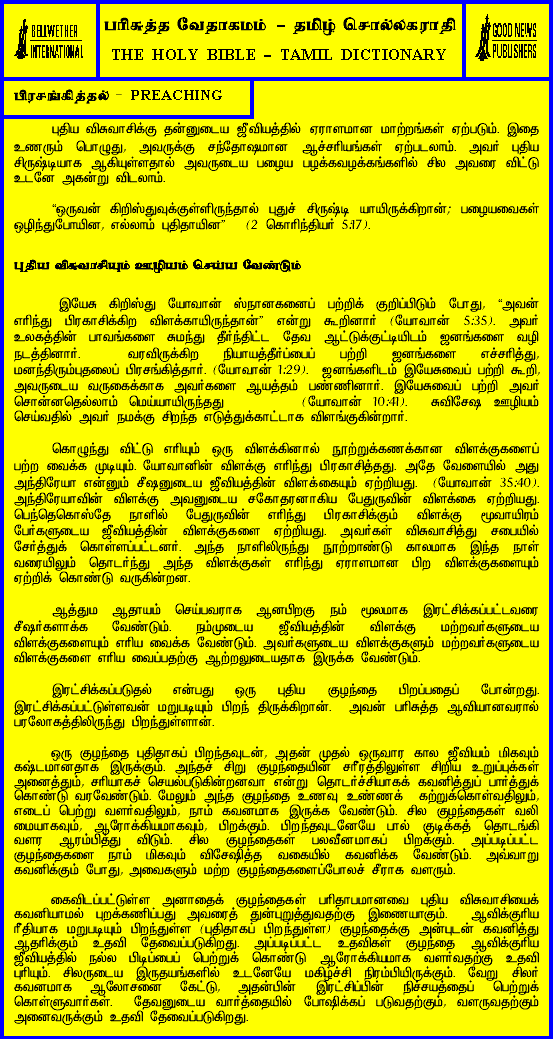 BELLWETHER
INTERNATIONAL
பரிசுத்த வேதாகமம் - தமிழ் சொல்லகராதி
THE HOLY BIBLE - TAMIL DICTIONARY
GOOD NEWS
PUBLISHERS
பிரசங்கித்தல் - PREACHING
புதிய விசுவாசிக்கு தன்னுடைய ஜீவியத்தில் ஏராளமான மாற்றங்கள் ஏற்படும். இதை
உணரும் பொழுது, அவருக்கு சந்தோஷமான ஆச்சரியங்கள் ஏற்படலாம். அவர் புதிய
சிருஷ்டியாக ஆகியுள்ளதால் அவருடைய பழைய பழக்கவழக்கங்களில் சில அவரை விட்டு
உடனே அகன்று விடலாம்.
“ஒருவன் கிறிஸ்துவுக்குள்ளிருந்தால் புதுச் சிருஷ்டி யாயிருக்கிறான்; பழையவைகள்
ஒழிந்துபோயின, எல்லாம் புதிதாயின” (2 கொரிந்தியர் 5:17).
புதிய விசுவாசியும் ஊழியம் செய்ய வேண்டும்
இயேசு கிறிஸ்து யோவான் ஸ்நானகனைப் பற்றிக் குறிப்பிடும் போது, “அவன்
எரிந்து பிரகாசிக்கிற விளக்காயிருந்தான்” என்று கூறினார் (யோவான் 5:35). அவர்
உலகத்தின் பாவங்களை சுமந்து தீர்ந்திட்ட தேவ ஆட்டுக்குட்டியிடம் ஜனங்களை வழி
நடத்தினார். வரவிருக்கிற நியாயத்தீர்ப்பைப் பற்றி ஜனங்களை எச்சரித்து,
மனந்திரும்புதலைப் பிரசங்கித்தார். (யோவான் 1:29). ஜனங்களிடம் இயேசுவைப் பற்றி கூறி,
அவருடைய வருகைக்காக அவர்களை ஆயத்தம் பண்ணினார். இயேசுவைப் பற்றி அவர்
சொன்னதெல்லாம் மெய்யாயிருந்தது (யோவான் 10:41). சுவிசேஷ ஊழியம்
செய்வதில் அவர் நமக்கு சிறந்த எடுத்துக்காட்டாக விளங்குகின்றார்.
கொழுந்து விட்டு எரியும் ஒரு விளக்கினால் நூற்றுக்கணக்கான விளக்குகளைப்
பற்ற வைக்க முடியும். யோவானின் விளக்கு எரிந்து பிரகாசித்தது. அதே வேளையில் அது
அந்திரேயா என்னும் சீஷனுடைய ஜீவியத்தின் விளக்கையும் ஏற்றியது. (யோவான் 35:40).
அந்திரேயாவின் விளக்கு அவனுடைய சகோதரனாகிய பேதுருவின் விளக்கை ஏற்றியது.
பெந்தெகொஸ்தே நாளில் பேதுருவின் எரிந்து பிரகாசிக்கும் விளக்கு மூவாயிரம்
பேர்களுடைய ஜீவியத்தின் விளக்குகளை ஏற்றியது. அவர்கள் விசுவாசித்து சபையில்
சேர்த்துக் கொள்ளப்பட்டனர். அந்த நாளிலிருந்து நூற்றாண்டு காலமாக இந்த நாள்
வரையிலும் தொடர்ந்து அந்த விளக்குகள் எரிந்து ஏராளமான பிற விளக்குகளையும்
ஏற்றிக் கொண்டு வருகின்றன.
ஆத்தும ஆதாயம் செய்பவராக ஆனபிறகு நம் மூலமாக இரட்சிக்கப்பட்டவரை
சீஷர்களாக்க வேண்டும். நம்முடைய ஜீவியத்தின் விளக்கு மற்றவர்களுடைய
விளக்குகளையும் எரிய வைக்க வேண்டும். அவர்களுடைய விளக்குகளும் மற்றவர்களுடைய
விளக்குகளை எரிய வைப்பதற்கு ஆற்றலுடையதாக இருக்க வேண்டும்.
இரட்சிக்கப்படுதல் என்பது ஒரு புதிய குழந்தை பிறப்பதைப் போன்றது.
இரட்சிக்கப்பட்டுள்ளவன் மறுபடியும் பிறந் திருக்கிறான். அவன் பரிசுத்த ஆவியானவரால்
பரலோகத்திலிருந்து பிறந்துள்ளான்.
ஒரு குழந்தை புதிதாகப் பிறந்தவுடன், அதன் முதல் ஒருவார கால ஜீவியம் மிகவும்
கஷ்டமானதாக இருக்கும். அந்தச் சிறு குழந்தையின் சரீரத்திலுள்ள சிறிய உறுப்புக்கள்
அனைத்தும், சரியாகச் செயல்படுகின்றனவா என்று தொடர்ச்சியாகக் கவனித்துப் பார்த்துக்
கொண்டு வரவேண்டும். மேலும் அந்த குழந்தை உணவு உண்ணக் கற்றுக்கொள்வதிலும்,
எடைப் பெற்று வளர்வதிலும், நாம் கவனமாக இருக்க வேண்டும். சில குழந்தைகள் வலி
மையாகவும், ஆரோக்கியமாகவும், பிறக்கும். பிறந்தவுடனேயே பால் குடிக்கத் தொடங்கி
வளர ஆரம்பித்து விடும். சில குழந்தைகள் பலவீனமாகப் பிறக்கும். அப்படிப்பட்ட
குழந்தைகளை நாம் மிகவும் விசேஷித்த வகையில் கவனிக்க வேண்டும். அவ்வாறு
கவனிக்கும் போது, அவைகளும் மற்ற குழந்தைகளைப்போலச் சீராக வளரும்.
கைவிடப்பட்டுள்ள அனாதைக் குழந்தைகள் பரிதாபமானவை புதிய விசுவாசியைக்
கவனியாமல் புறக்கணிப்பது அவரைத் துன்புறுத்துவதற்கு இணையாகும். ஆவிக்குரிய
ரீதியாக மறுபடியும் பிறந்துள்ள (புதிதாகப் பிறந்துள்ள) குழந்தைக்கு அன்புடன் கவனித்து
ஆதரிக்கும் உதவி தேவைப்படுகிறது. அப்படிப்பட்ட உதவிகள் குழந்தை ஆவிக்குரிய
ஜீவியத்தில் நல்ல பிடிப்பைப் பெற்றுக் கொண்டு ஆரோக்கியமாக வளர்வதற்கு உதவி
புரியும். சிலருடைய இருதயங்களில் உடனேயே மகிழ்ச்சி நிரம்பியிருக்கும். வேறு சிலர்
கவனமாக ஆலோசனை கேட்டு, அதன்பின் இரட்சிப்பின் நிச்சயத்தைப் பெற்றுக்
கொள்ளுவார்கள். தேவனுடைய வார்த்தையில் போஷிக்கப் படுவதற்கும், வளருவதற்கும்
அனைவருக்கும் உதவி தேவைப்படுகிறது.